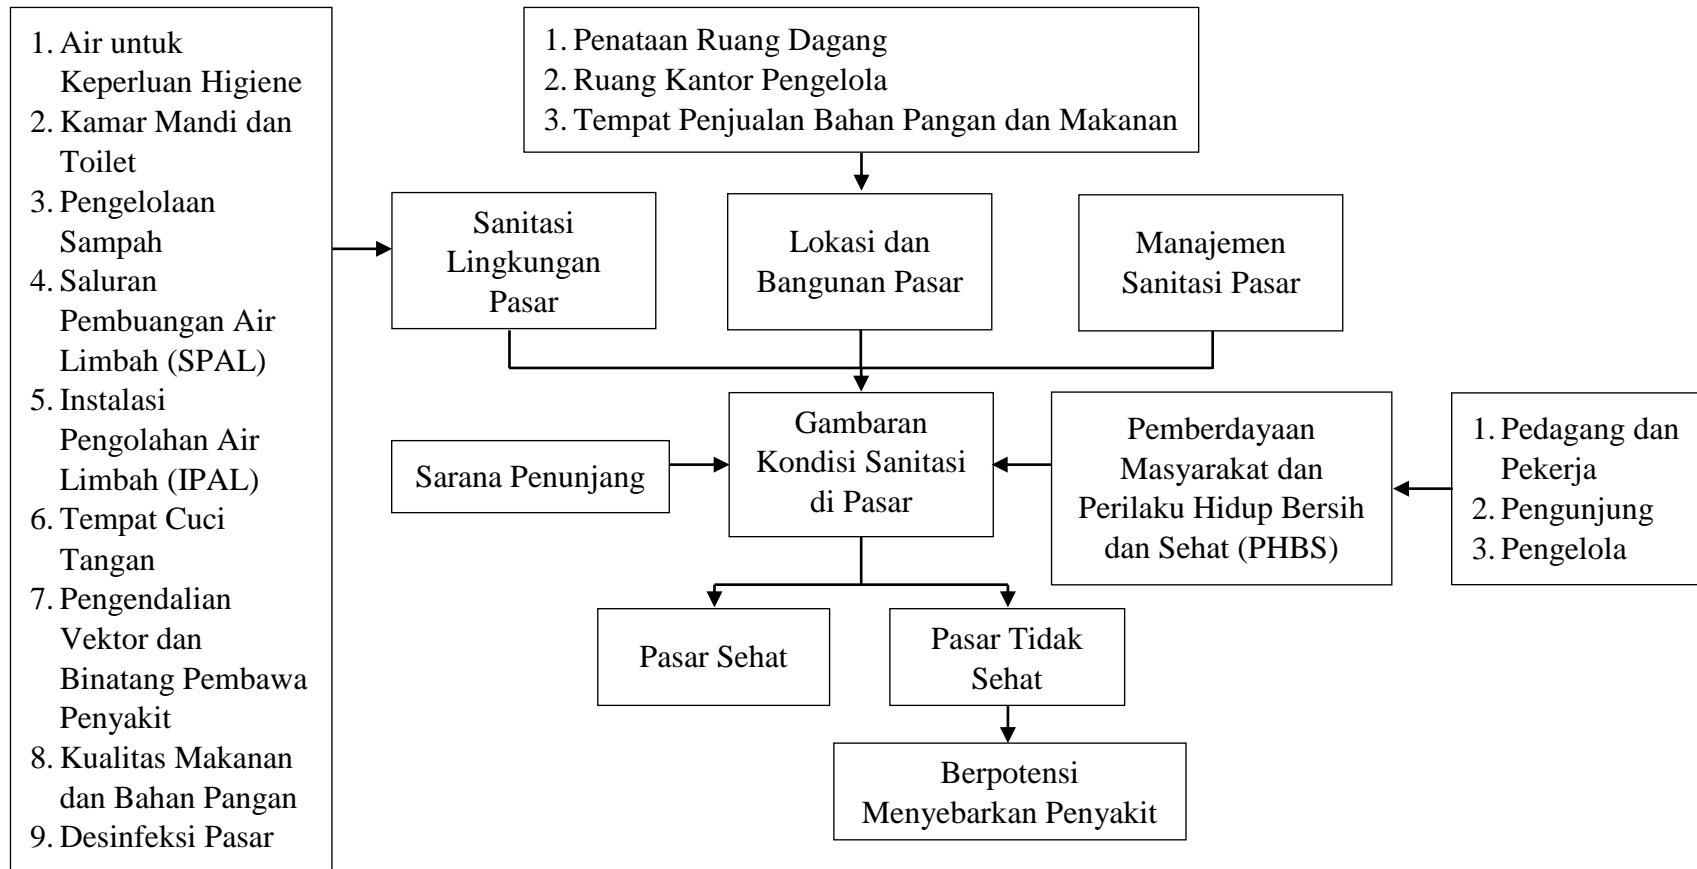 1. Air untuk
Keperluan Higiene
2. Kamar Mandi dan
Toilet
3. Pengelolaan
Sampah
4. Saluran
Pembuangan Air
Limbah (SPAL)
5. Instalasi
Pengolahan Air
Limbah (IPAL)
6. Tempat Cuci
Tangan
7. Pengendalian
Vektor dan
Binatang Pembawa
Penyakit
8. Kualitas Makanan
dan Bahan Pangan
9. Desinfeksi Pasar
1. Penataan Ruang Dagang
2. Ruang Kantor Pengelola
3. Tempat Penjualan Bahan Pangan dan Makanan
Sanitasi
Lingkungan
Pasar
Lokasi dan
Bangunan Pasar
Manajemen
Sanitasi Pasar
Sarana Penunjang
Gambaran
Kondisi Sanitasi
di Pasar
Pemberdayaan
Masyarakat dan
Perilaku Hidup Bersih
dan Sehat (PHBS)
1. Pedagang dan
Pekerja
2. Pengunjung
3. Pengelola
Pasar Sehat
Pasar Tidak
Sehat
Berpotensi
Menyebarkan Penyakit